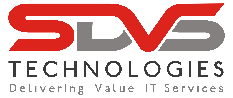 SDVS
TECHNOLOGIES
Delivering Value IT Services